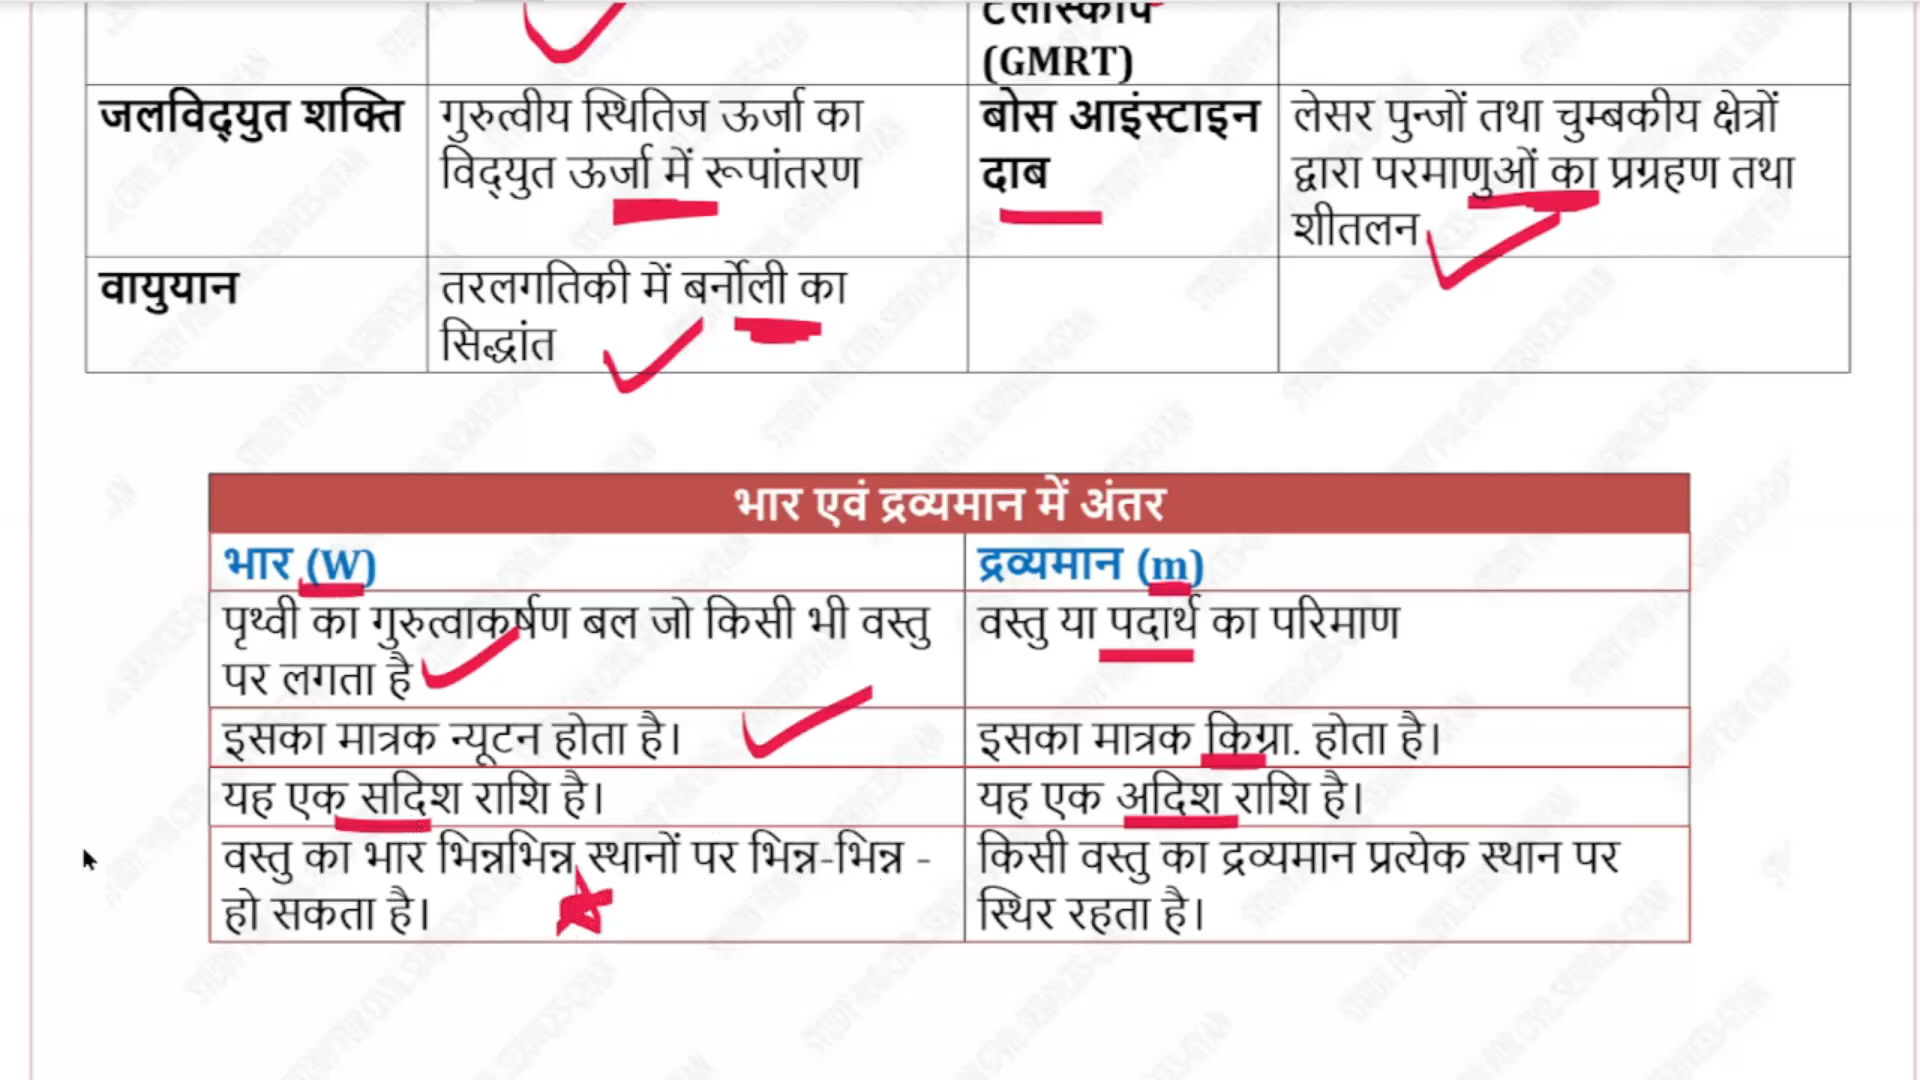 (GMRT)
जलविद्युत शक्ति
गुरुत्वीय स्थितिज ऊर्जा का
विद्युत ऊर्जा में रूपांतरण
बोस आइंस्टाइन
दाब
लेसर पुन्जों तथा चुम्बकीय क्षेत्रों
द्वारा परमाणुओं का प्रग्रहण तथा
शीतलन
वायुयान
तरलगतिकी में बर्नोली का
सिद्धांत
भार एवं द्रव्यमान में अंतर
भार (W)
द्रव्यमान (m)
पृथ्वी का गुरुत्वाकर्षण बल जो किसी भी वस्तु
पर लगता है
वस्तु या पदार्थ का परिमाण
इसका मात्रक न्यूटन होता है।
इसका मात्रक किग्रा. होता है।
यह एक सदिश राशि है।
यह एक अदिश राशि है।
वस्तु का भार भिन्नभिन्न स्थानों पर भिन्न-भिन्न -
हो सकता है।
किसी वस्तु का द्रव्यमान प्रत्येक स्थान पर
स्थिर रहता है।